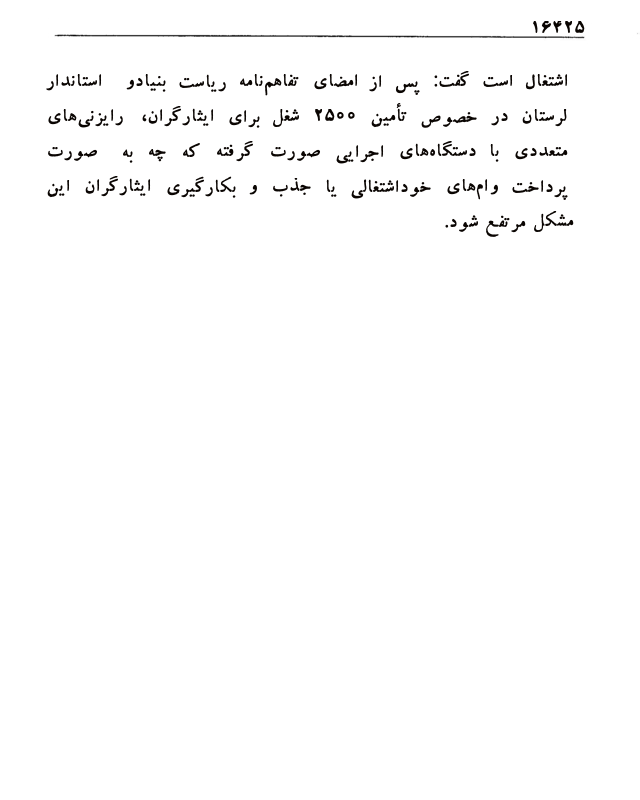 ۱۶۴۲۵
اشتغال است گفت: پس از امضای تفاهم‌نامه ریاست بنیادو استاندار
لرستان در خصوص تأمین ۲۵۰۰ شغل برای ایثارگران، رایزنی‌های
متعددی با دستگاه‌های اجرایی صورت گرفته که چه به صورت
پرداخت وام‌های خوداشتغالی یا جذب و بکارگیری ایثارگران این
مشکل مرتفع شود.